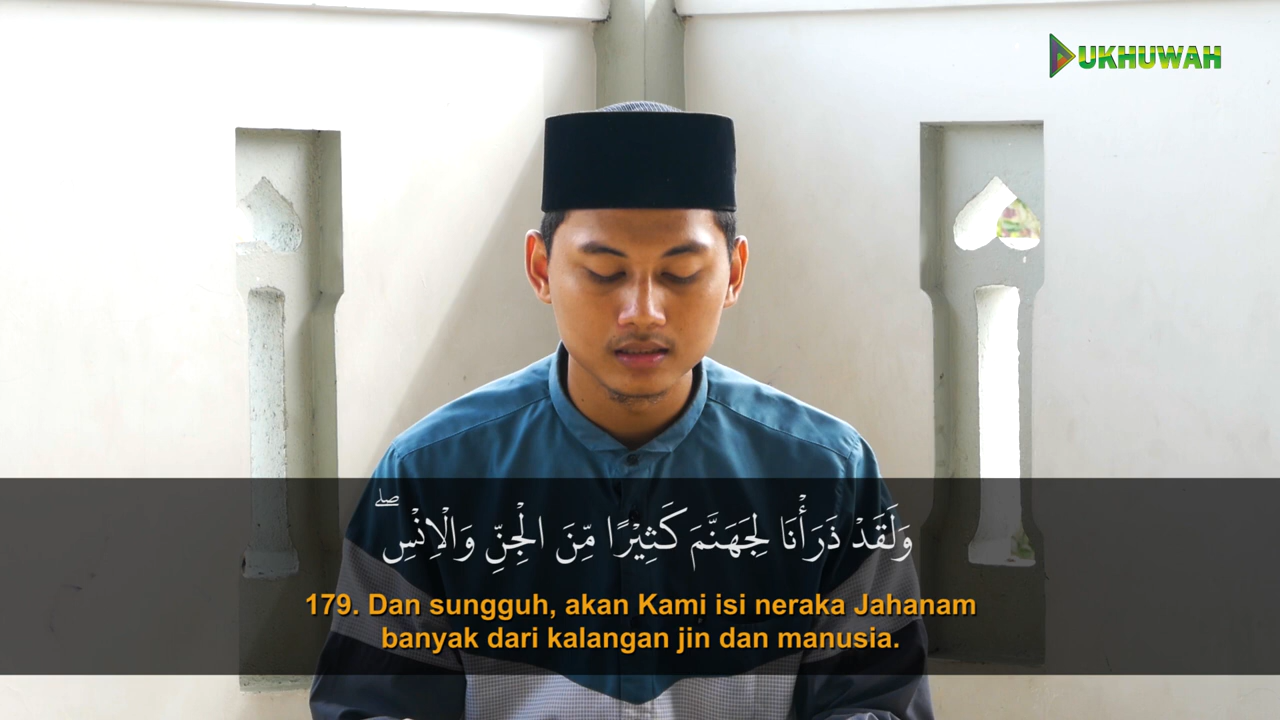 UKHUWAH
وَلَقَدْ ذَرَأْنَا لِجَهَنَّمَ كَثِيْرًا مِّنَ الْجِنِّ وَالْاِنْسِۖ
179. Dan sungguh, akan Kami isi neraka Jahanam
banyak dari kalangan jin dan manusia.